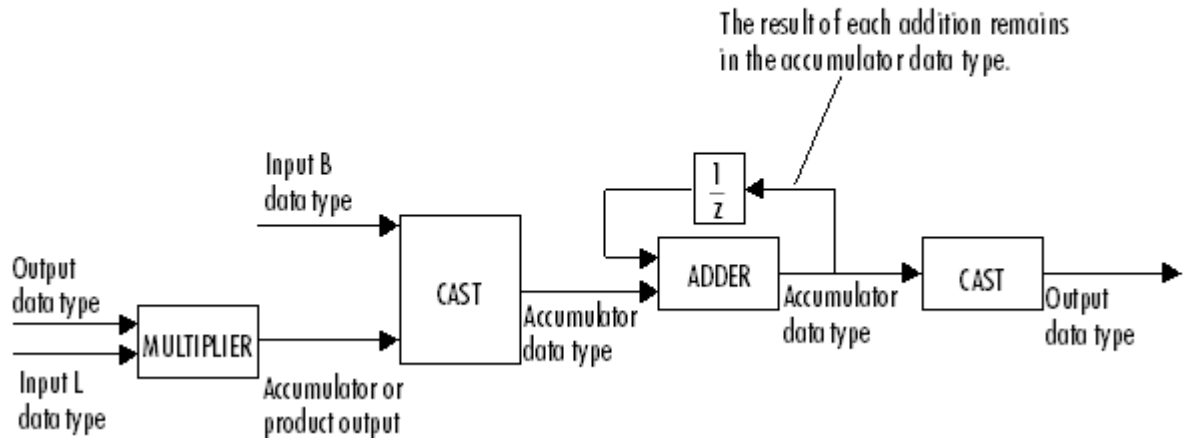 The result of each addition remains
in the accumulator data type.
Input B
data type
1
z
Output
data type
MULTIPLIER
Input L
data type
Accumulator or
product output
CAST
Accumulator
data type
ADDER
Accumulator
data type
CAST
Output
data type